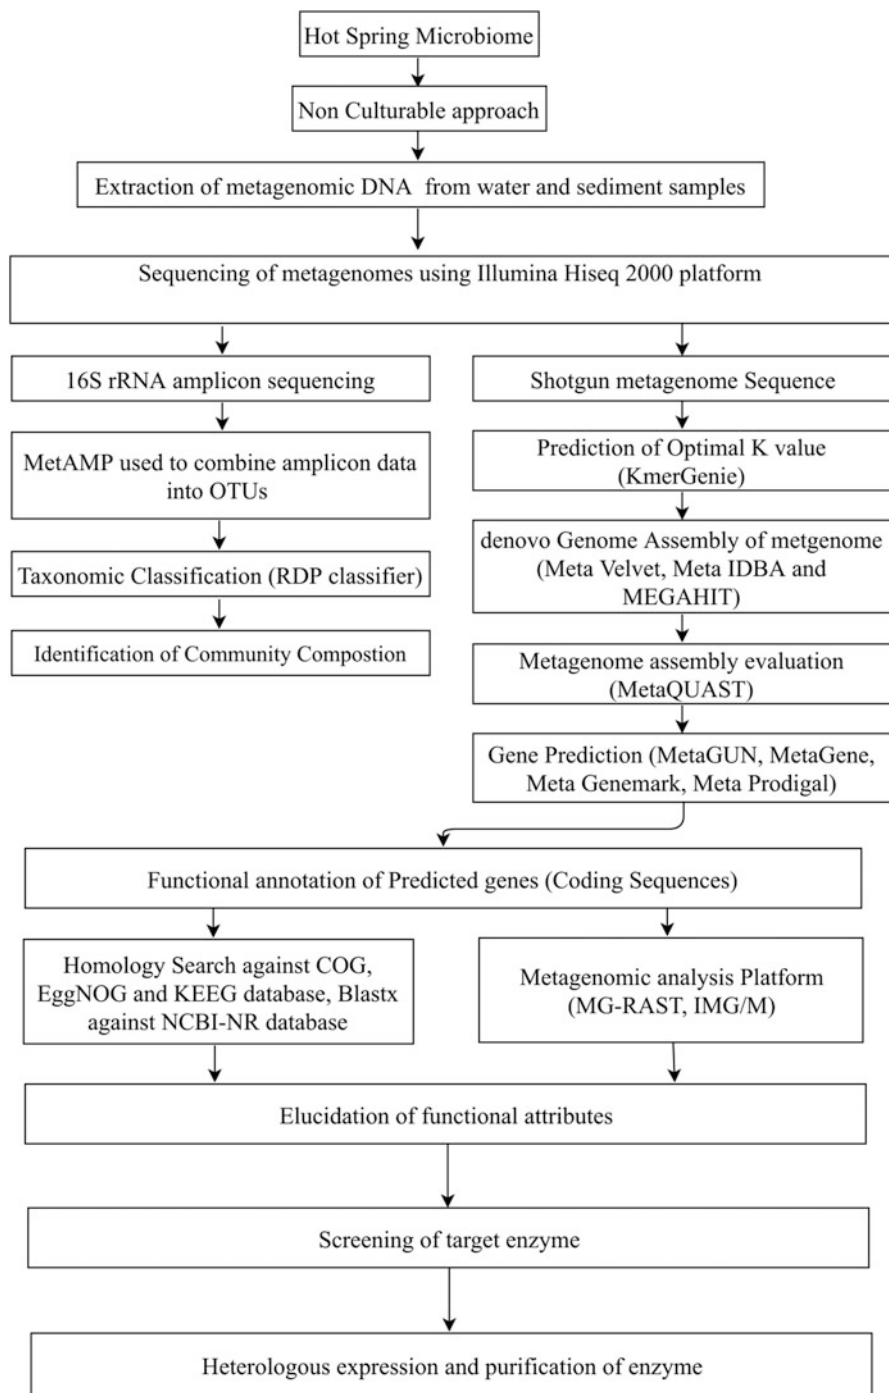 Hot Spring Microbiome
Non Culturable approach
Extraction of metagenomic DNA from water and sediment samples
Sequencing of metagenomes using Illumina Hiseq 2000 platform
16S rRNA amplicon sequencing
MetAMP used to combine amplicon data
into OTUs
Taxonomic Classification (RDP classifier)
Identification of Community Compostion
Shotgun metagenome Sequence
Prediction of Optimal K value
(KmerGenie)
denovo Genome Assembly of metgenome
(Meta Velvet, Meta IDBA and
MEGAHIT)
Metagenome assembly evaluation
(MetaQUAST)
Gene Prediction (MetaGUN, MetaGene,
Meta Genemark, Meta Prodigal)
Functional annotation of Predicted genes (Coding Sequences)
Homology Search against COG,
EggNOG and KEEG database, Blastx
against NCBI-NR database
Metagenomic analysis Platform
(MG-RAST, IMG/M)
Elucidation of functional attributes
Screening of target enzyme
Heterologous expression and purification of enzyme